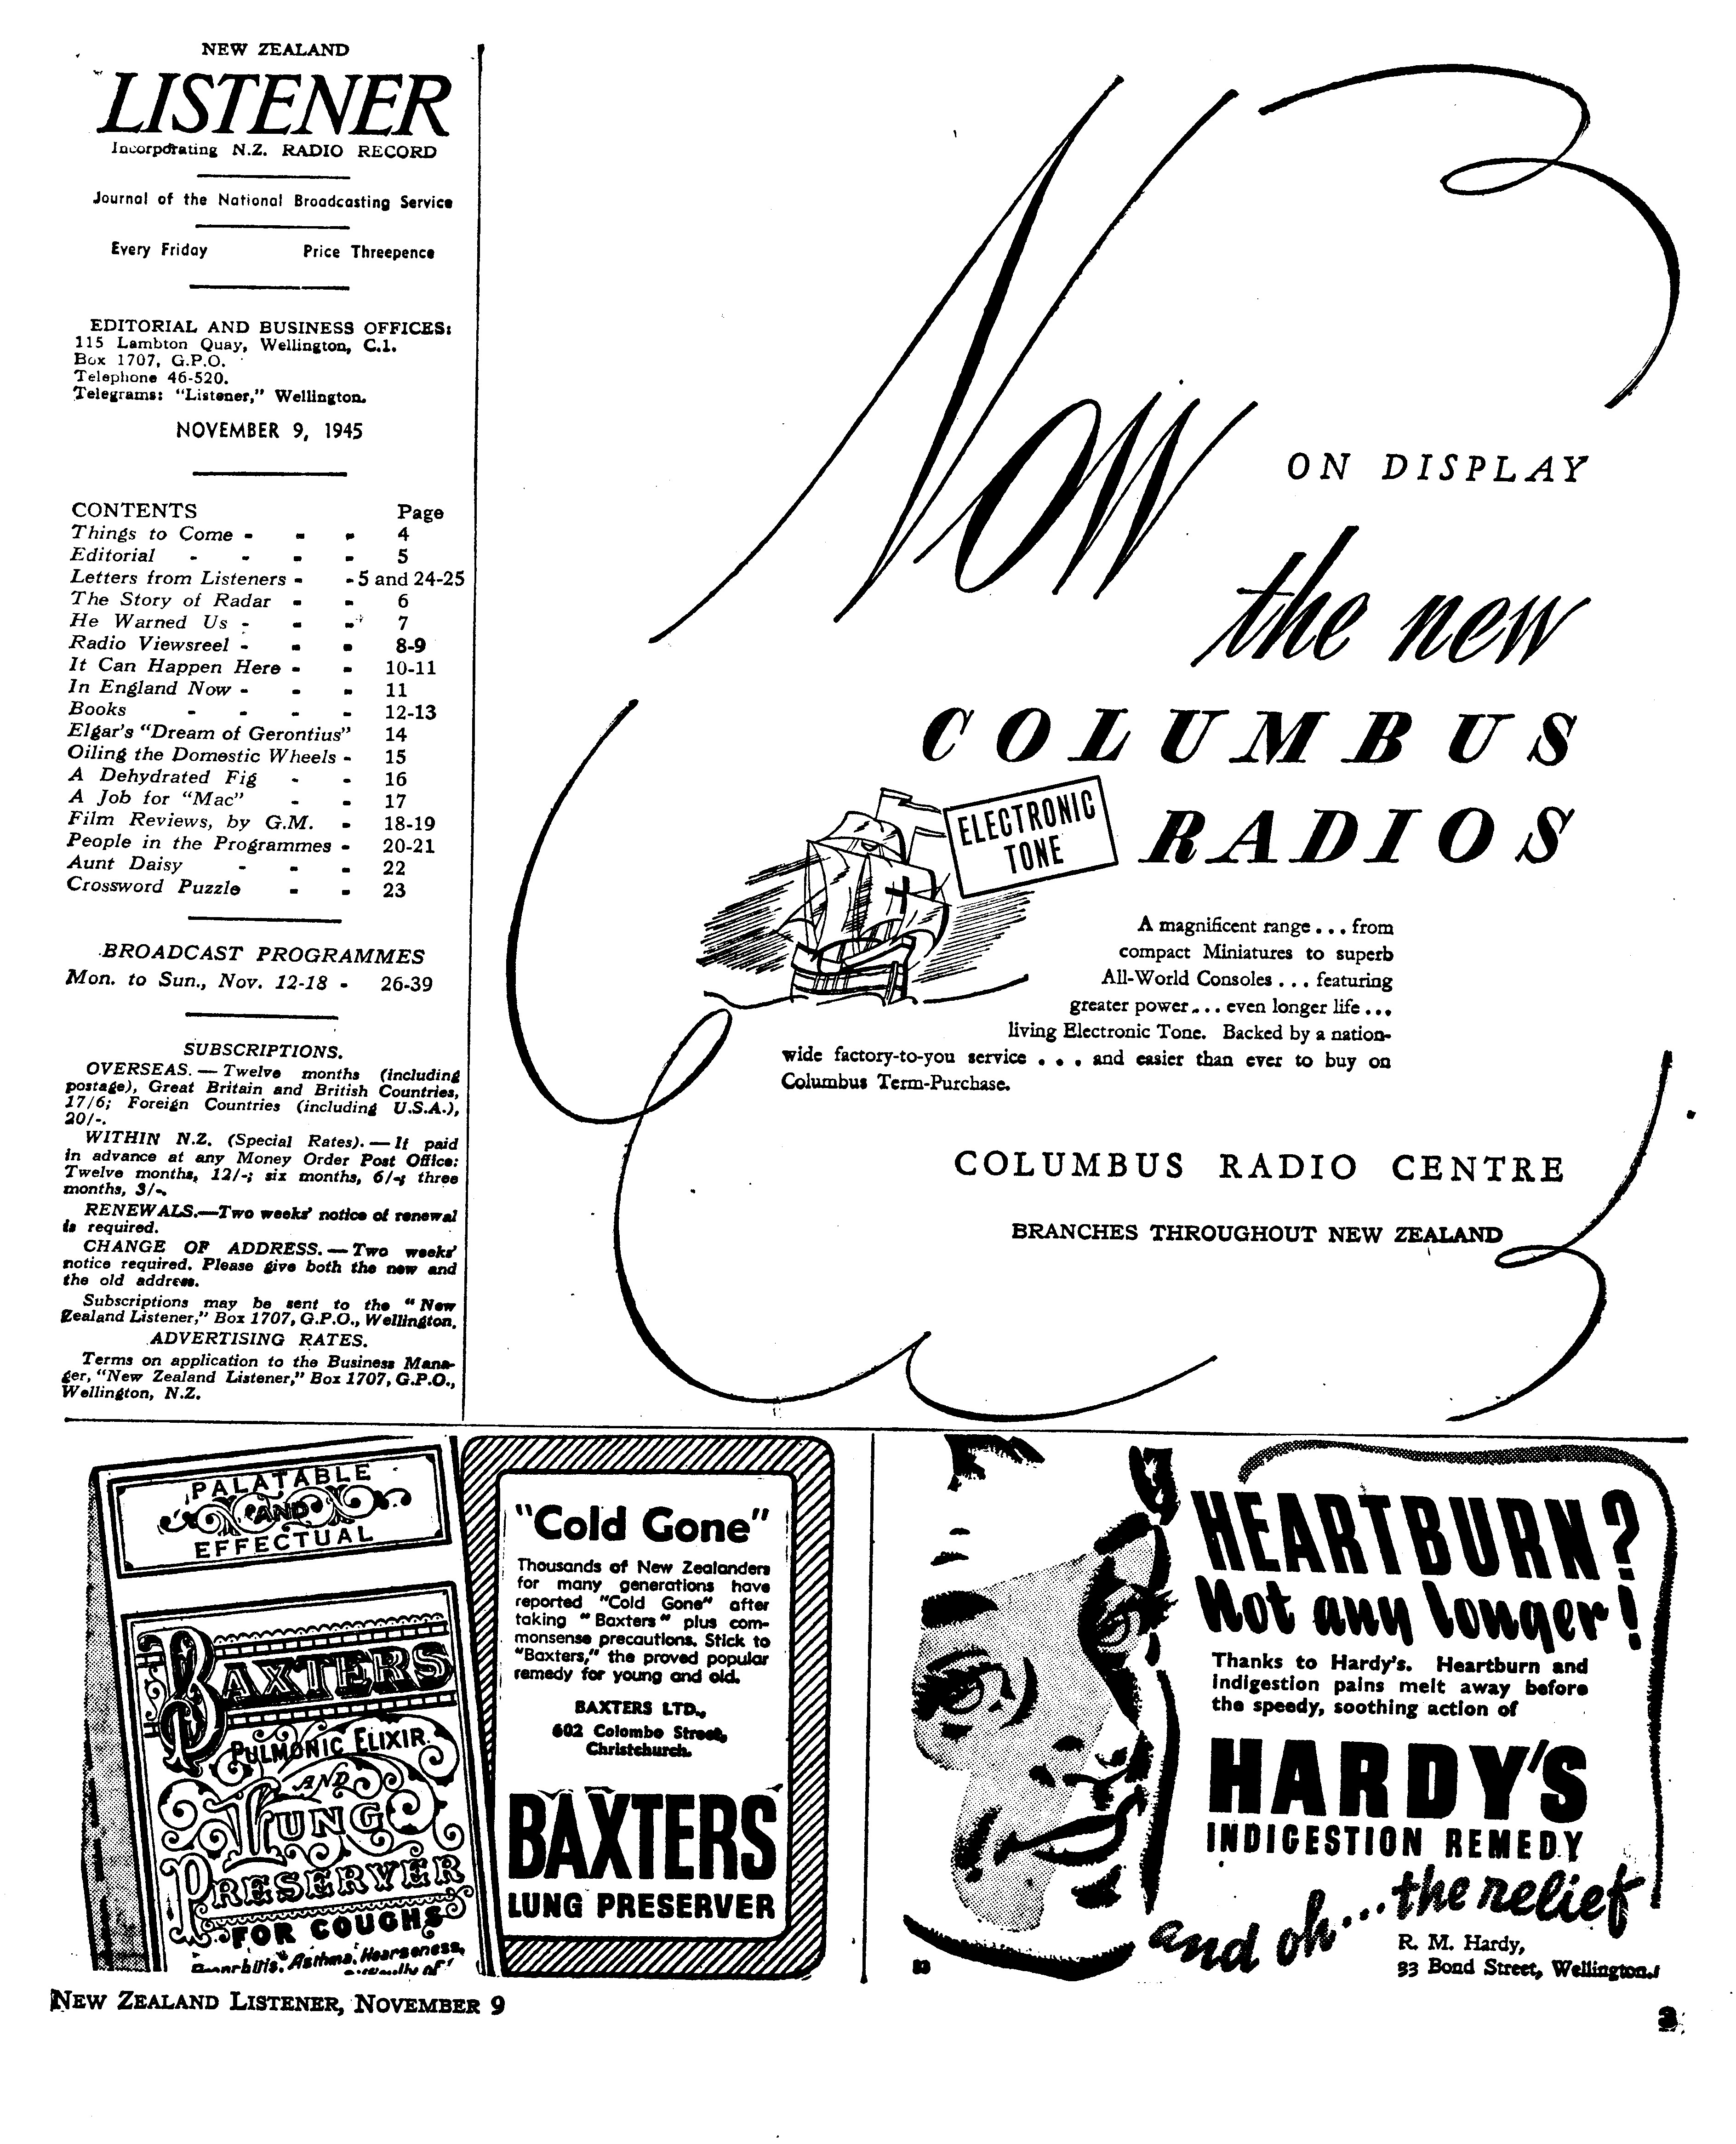 NEW ZEALAND
LISTENER
Incorporating N.Z. RADIO RECORD
Journal of the National Broadcasting Service
Every Friday Price Threepence
EDITORIAL AND BUSINESS OFFICES:
115 Lambton Quay, Wellington, C.1.
Box 1707, G.P.O.
Telephone 46-520.
Telegrams: "Listener," Wellington.
NOVEMBER 9, 1945
CONTENTS Page
Things to Come - - - 4
Editorial - - - - 5
Letters from Listeners - - 5 and 24-25
The Story of Radar - - 6
He Warned Us - - - 7
Radio Viewsreel - - - 8-9
It Can Happen Here - - 10-11
In England Now - - - 11
Books - - - - 12-13
Elgar's "Dream of Gerontius" 14
Oiling the Domestic Wheels - 15
A Dehydrated Fig - - 16
A Job for "Mac" - - 17
Film Reviews, by G.M. - 18-19
People in the Programmes - 20-21
Aunt Daisy - - - 22
Crossword Puzzle - - 23
BROADCAST PROGRAMMES
Mon. to Sun., Nov. 12-18 - 26-39
SUBSCRIPTIONS.
OVERSEAS. — Twelve months (including
postage), Great Britain and British Countries,
17/6; Foreign Countries (including U.S.A.),
20/-.
WITHIN N.Z. (Special Rates). — If paid
in advance at any Money Order Post Office:
Twelve months, 12/-; six months, 6/-; three
months, 3/-.
RENEWALS.—Two weeks' notice of renewal
is required.
CHANGE OF ADDRESS. — Two weeks'
notice required. Please give both the new and
the old address.
Subscriptions may be sent to the "New
Zealand Listener," Box 1707, G.P.O., Wellington.
ADVERTISING RATES.
Terms on application to the Business Mana-
ger, "New Zealand Listener," Box 1707, G.P.O.,
Wellington, N.Z.
Now ON DISPLAY
the new
COLUMBUS
RADIOS
ELECTRONIC
TONE
A magnificent range . . . from
compact Miniatures to superb
All-World Consoles . . . featuring
greater power . . . even longer life . . .
living Electronic Tone. Backed by a nation-
wide factory-to-you service . . . and easier than ever to buy on
Columbus Term-Purchase.
COLUMBUS RADIO CENTRE
BRANCHES THROUGHOUT NEW ZEALAND
PALATABLE
AND
EFFECTUAL
BAXTERS
PULMONIC ELIXIR
AND
LUNG
PRESERVER
FOR COUGHS
Bronchitis, Asthma, Hoarseness,
"Cold Gone"
Thousands of New Zealanders
for many generations have
reported "Cold Gone" after
taking "Baxters" plus com-
monsense precautions. Stick to
"Baxters," the proved popular
remedy for young and old.
BAXTERS LTD.,
602 Colombo Street,
Christchurch.
BAXTERS
LUNG PRESERVER
HEARTBURN?
Not any longer!
Thanks to Hardy's. Heartburn and
indigestion pains melt away before
the speedy, soothing action of
HARDY'S
INDIGESTION REMEDY
and oh... the relief
R. M. Hardy,
33 Bond Street, Wellington.
NEW ZEALAND LISTENER, NOVEMBER 9
3